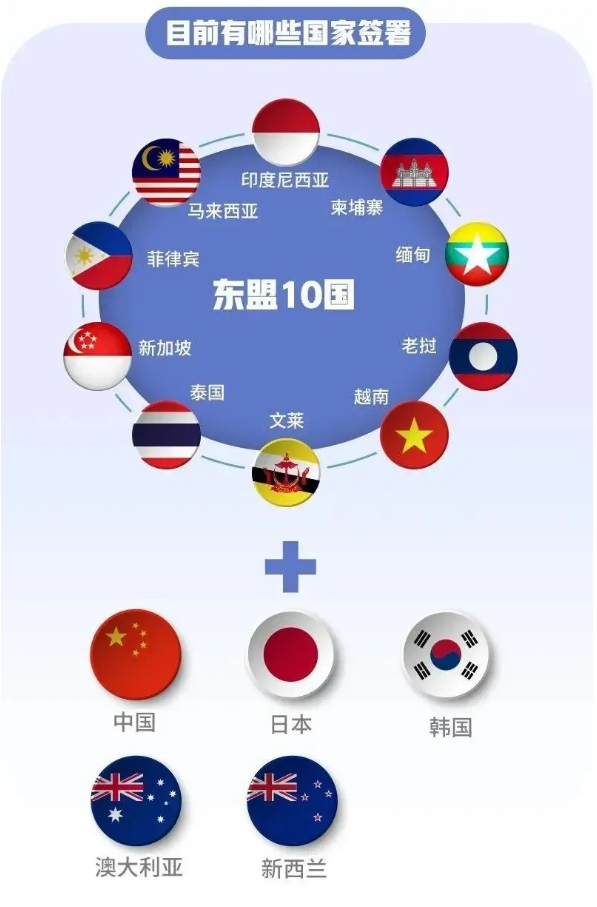 目前有哪些国家签署
印度尼西亚
马来西亚
柬埔寨
菲律宾
缅甸
东盟10国
新加坡
老挝
泰国
越南
文莱
中国
日本
韩国
澳大利亚
新西兰